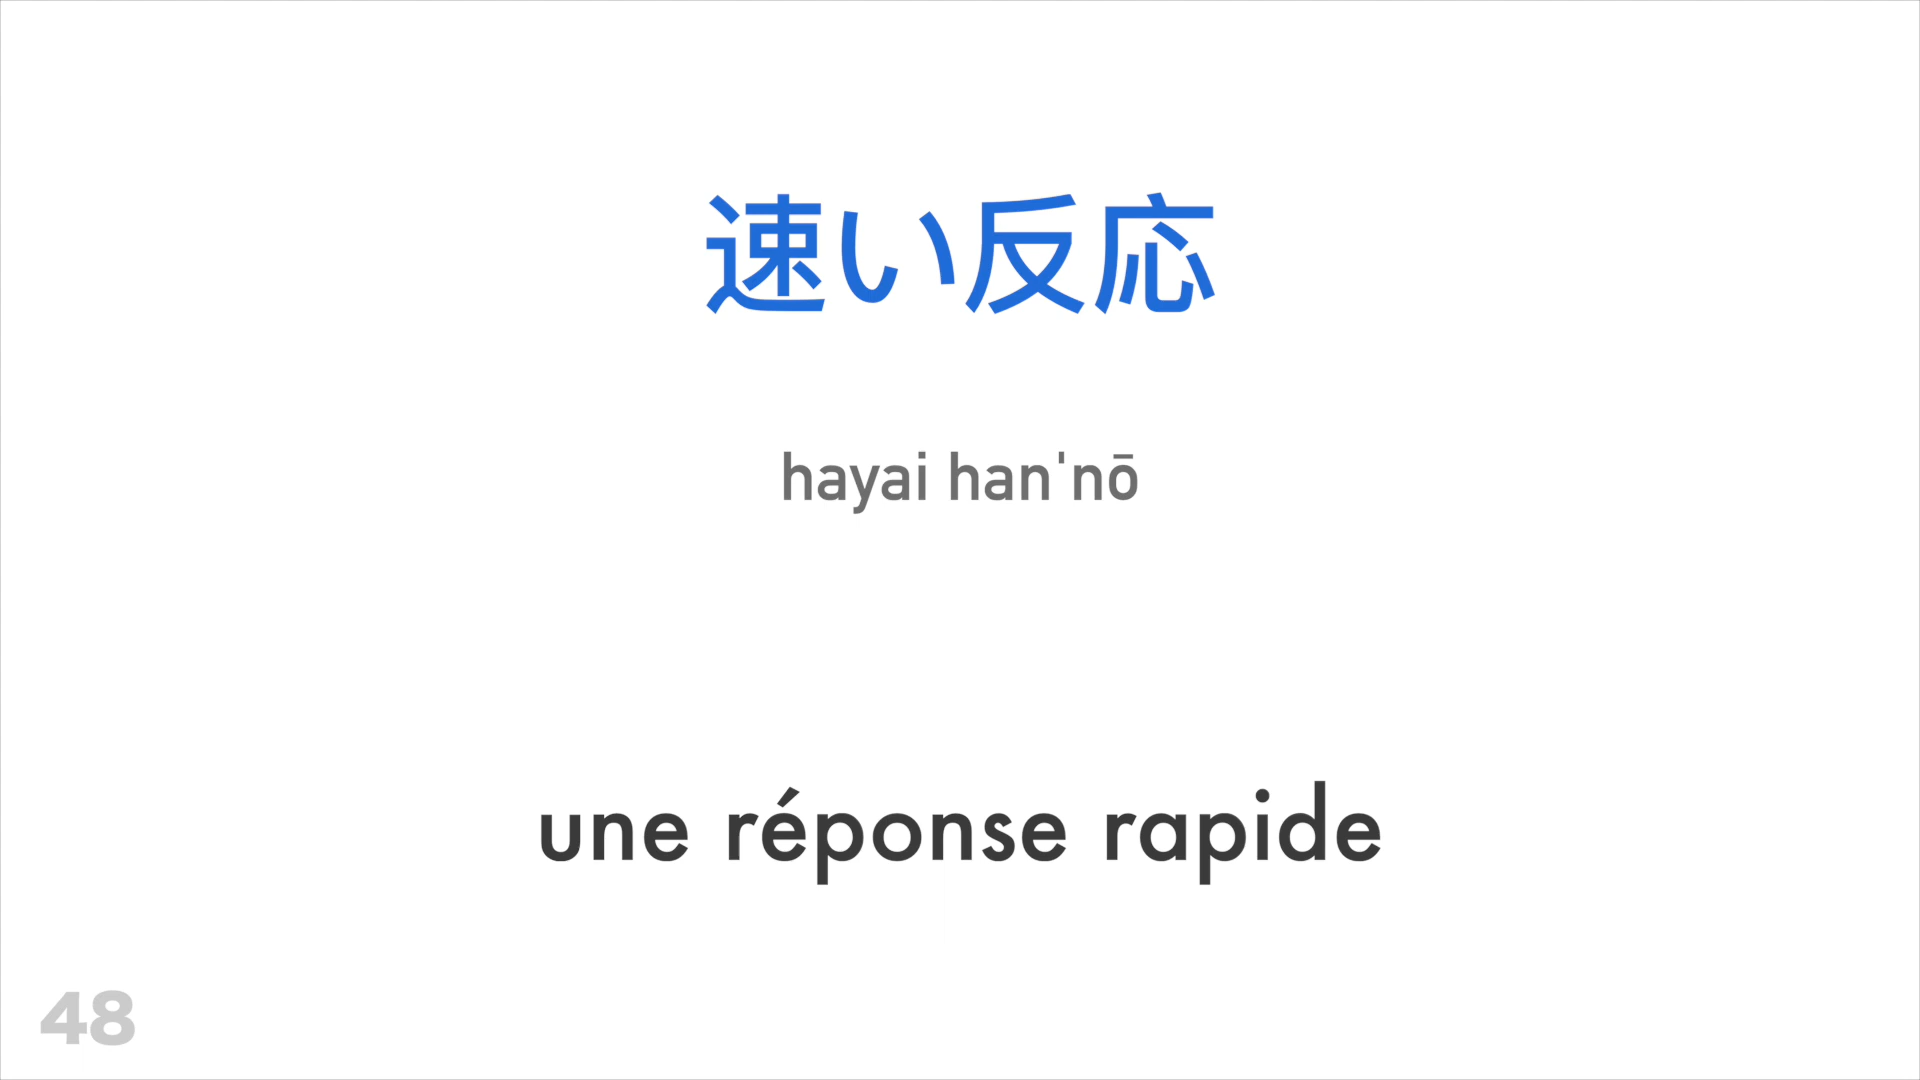 速い反応
hayai han'nō
une réponse rapide
48